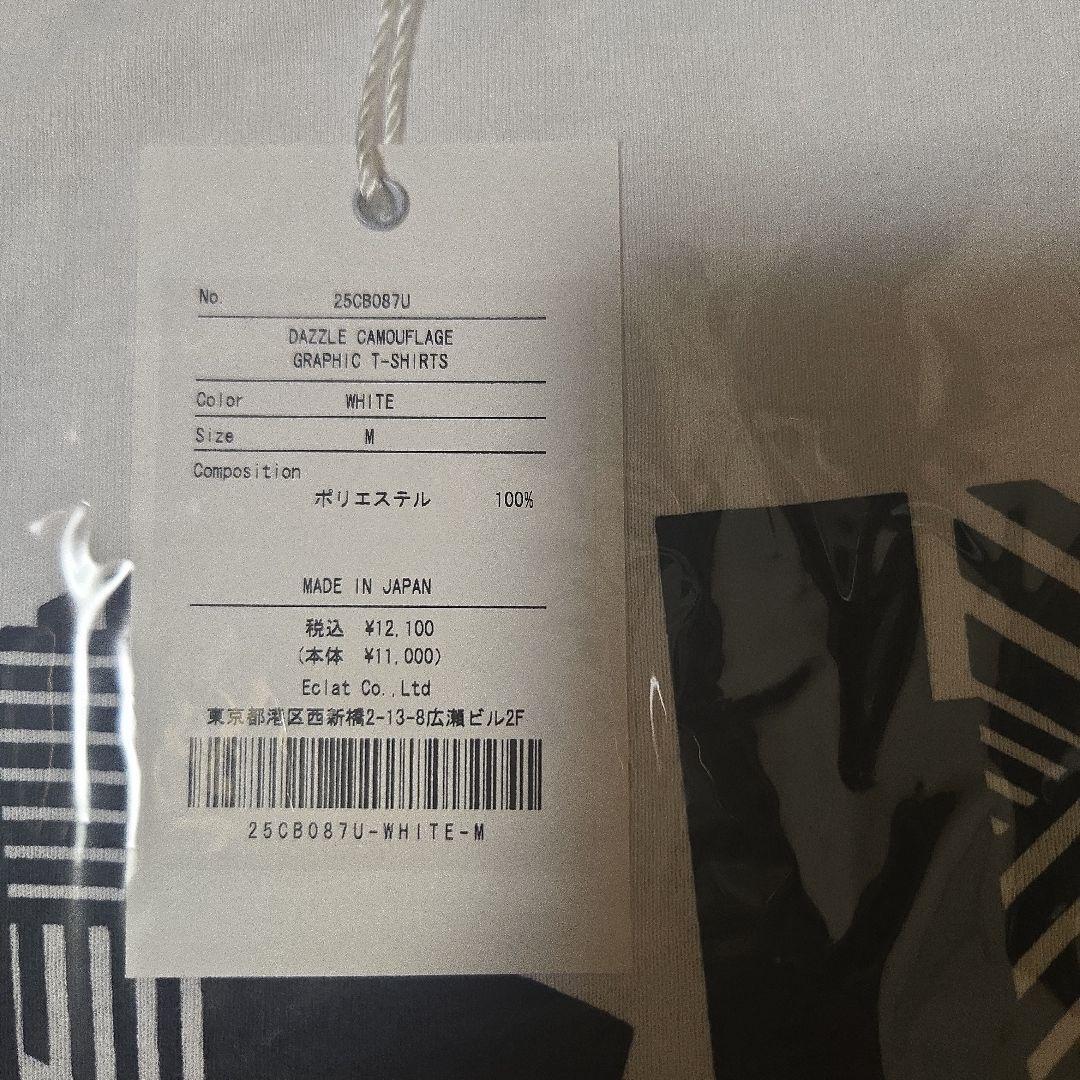 No. 25CB087U
DAZZLE CAMOUFLAGE
GRAPHIC T-SHIRTS
Color WHITE
Size M
Composition
ポリエステル 100%
MADE IN JAPAN
税込 ¥12,100
(本体 ¥11,000)
Eclat Co.,Ltd
東京都港区西新橋2-13-8広瀬ビル2F
25CB087U-WHITE-M